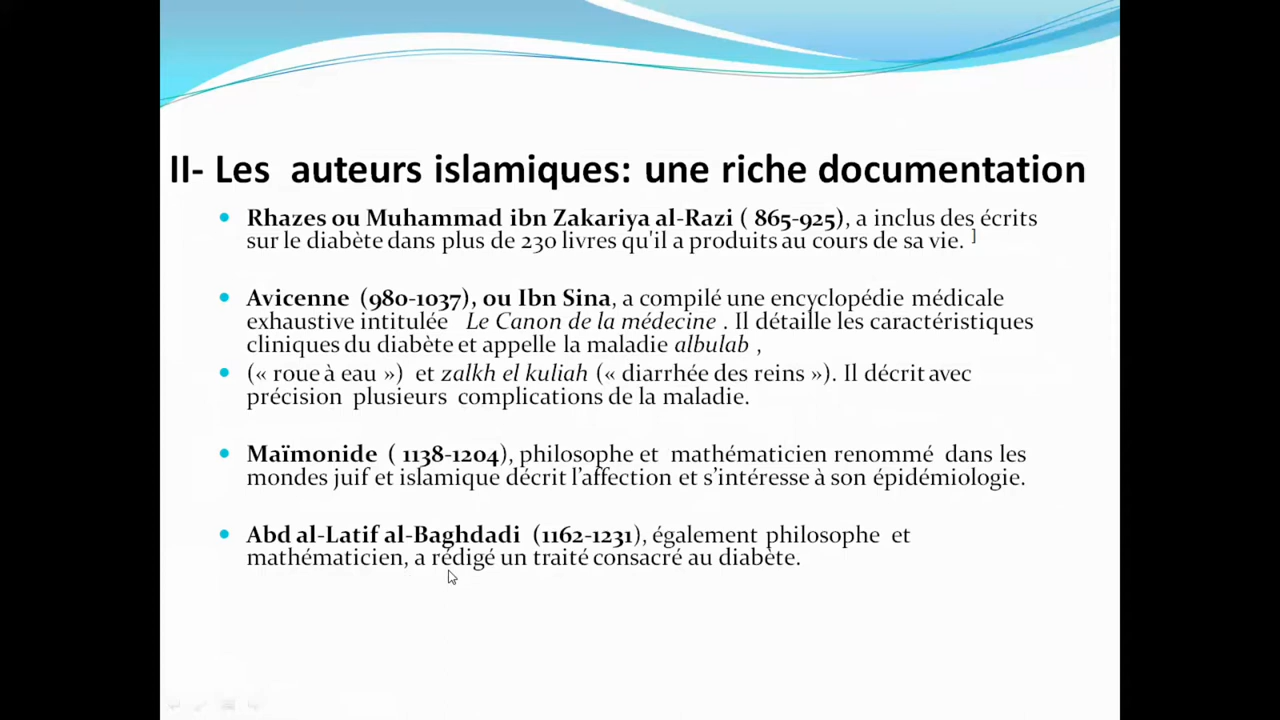 II- Les auteurs islamiques: une riche documentation
• Rhazes ou Muhammad ibn Zakariya al-Razi ( 865-925), a inclus des écrits
sur le diabète dans plus de 230 livres qu'il a produits au cours de sa vie. ]
• Avicenne (980-1037), ou Ibn Sina, a compilé une encyclopédie médicale
exhaustive intitulée Le Canon de la médecine . Il détaille les caractéristiques
cliniques du diabète et appelle la maladie albulab ,
• (« roue à eau ») et zalkh el kuliah (« diarrhée des reins »). Il décrit avec
précision plusieurs complications de la maladie.
• Maïmonide ( 1138-1204), philosophe et mathématicien renommé dans les
mondes juif et islamique décrit l’affection et s’intéresse à son épidémiologie.
• Abd al-Latif al-Baghdadi (1162-1231), également philosophe et
mathématicien, a rédigé un traité consacré au diabète.